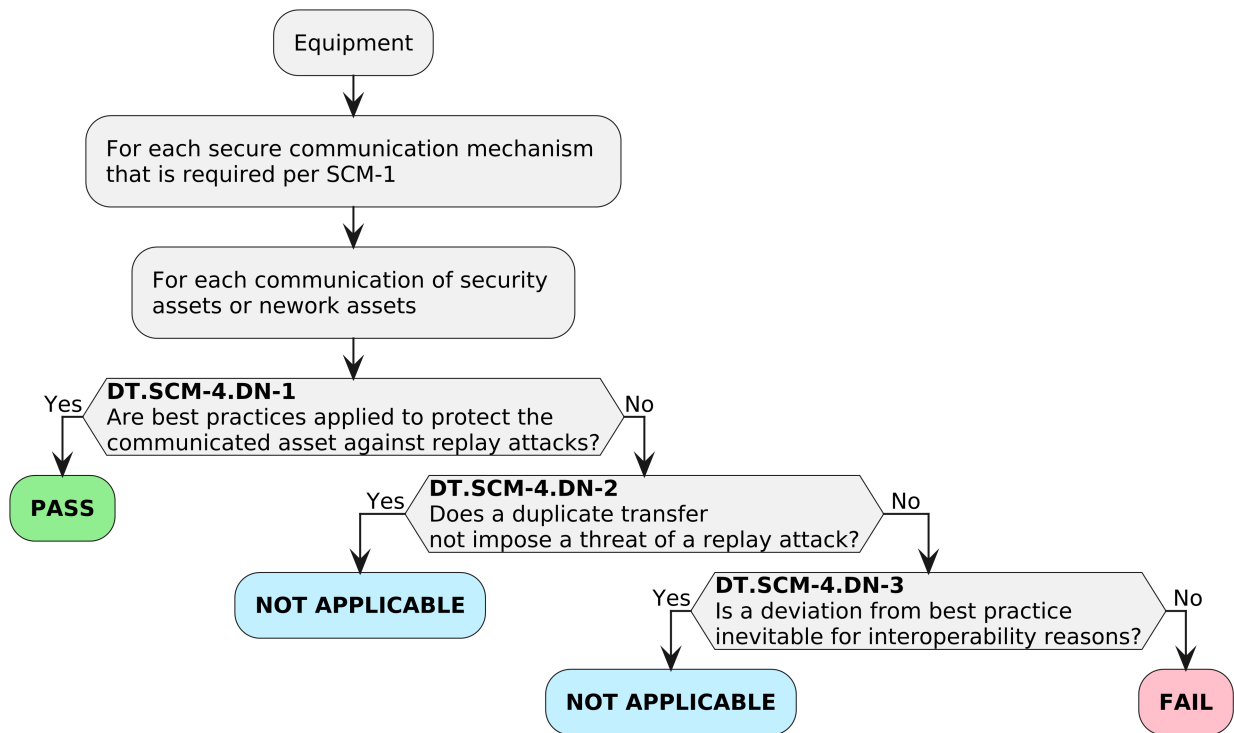 Equipment
For each secure communication mechanism
that is required per SCM-1
For each communication of security
assets or nework assets
DT.SCM-4.DN-1
Are best practices applied to protect the
communicated asset against replay attacks?
Yes
No
PASS
DT.SCM-4.DN-2
Does a duplicate transfer
not impose a threat of a replay attack?
Yes
No
NOT APPLICABLE
DT.SCM-4.DN-3
Is a deviation from best practice
inevitable for interoperability reasons?
Yes
No
NOT APPLICABLE
FAIL